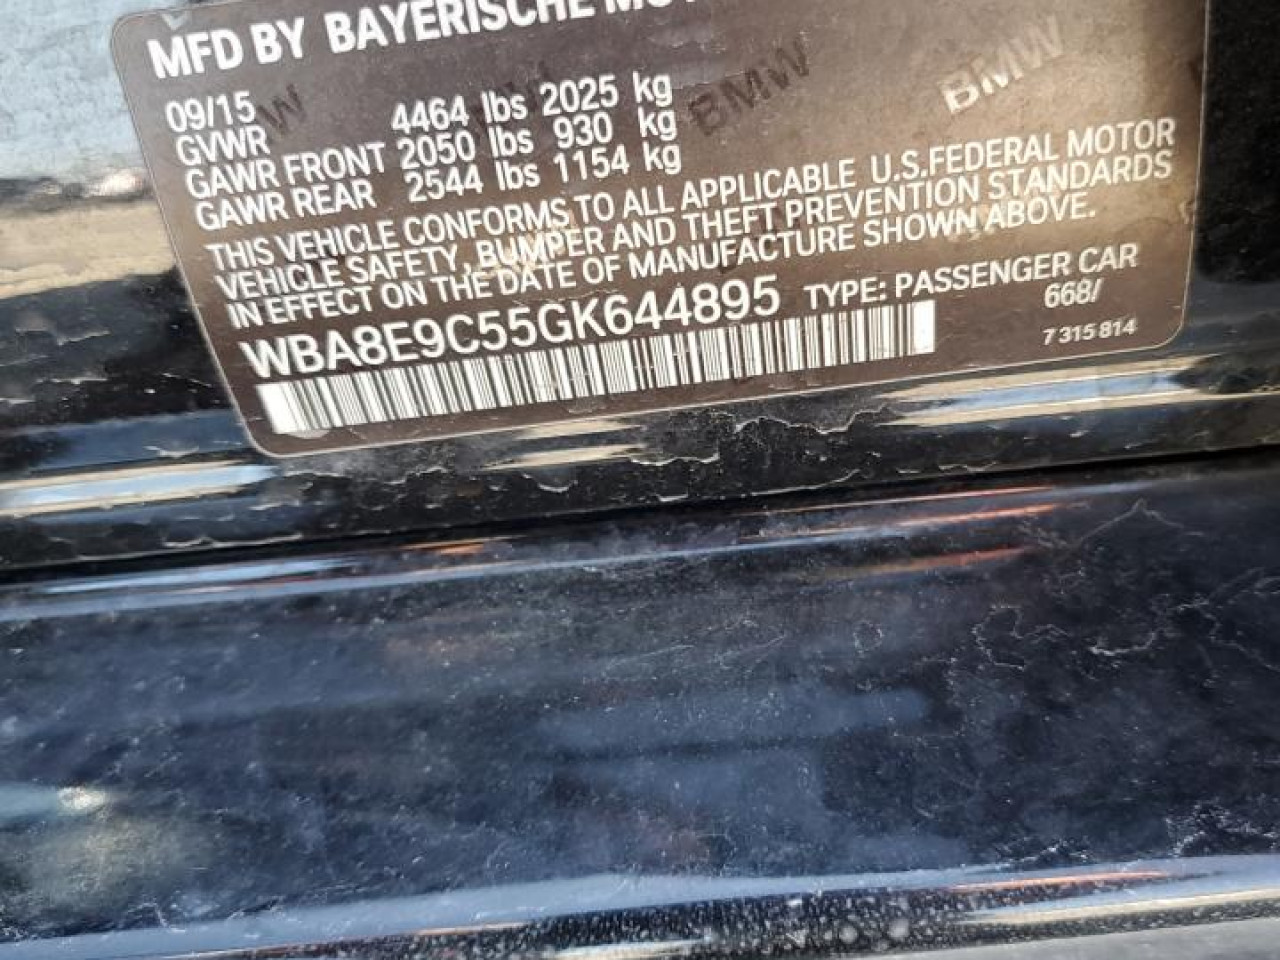 MFD BY BAYERISCHE
09/15
GVWR 4464 lbs 2025 kg
GAWR FRONT 2050 lbs 930 kg
GAWR REAR 2544 lbs 1154 kg
THIS VEHICLE CONFORMS TO ALL APPLICABLE U.S.FEDERAL MOTOR
VEHICLE SAFETY, BUMPER AND THEFT PREVENTION STANDARDS
IN EFFECT ON THE DATE OF MANUFACTURE SHOWN ABOVE.
WBA8E9C55GK644895 TYPE: PASSENGER CAR
668/
7 315 814
BMW
BMW